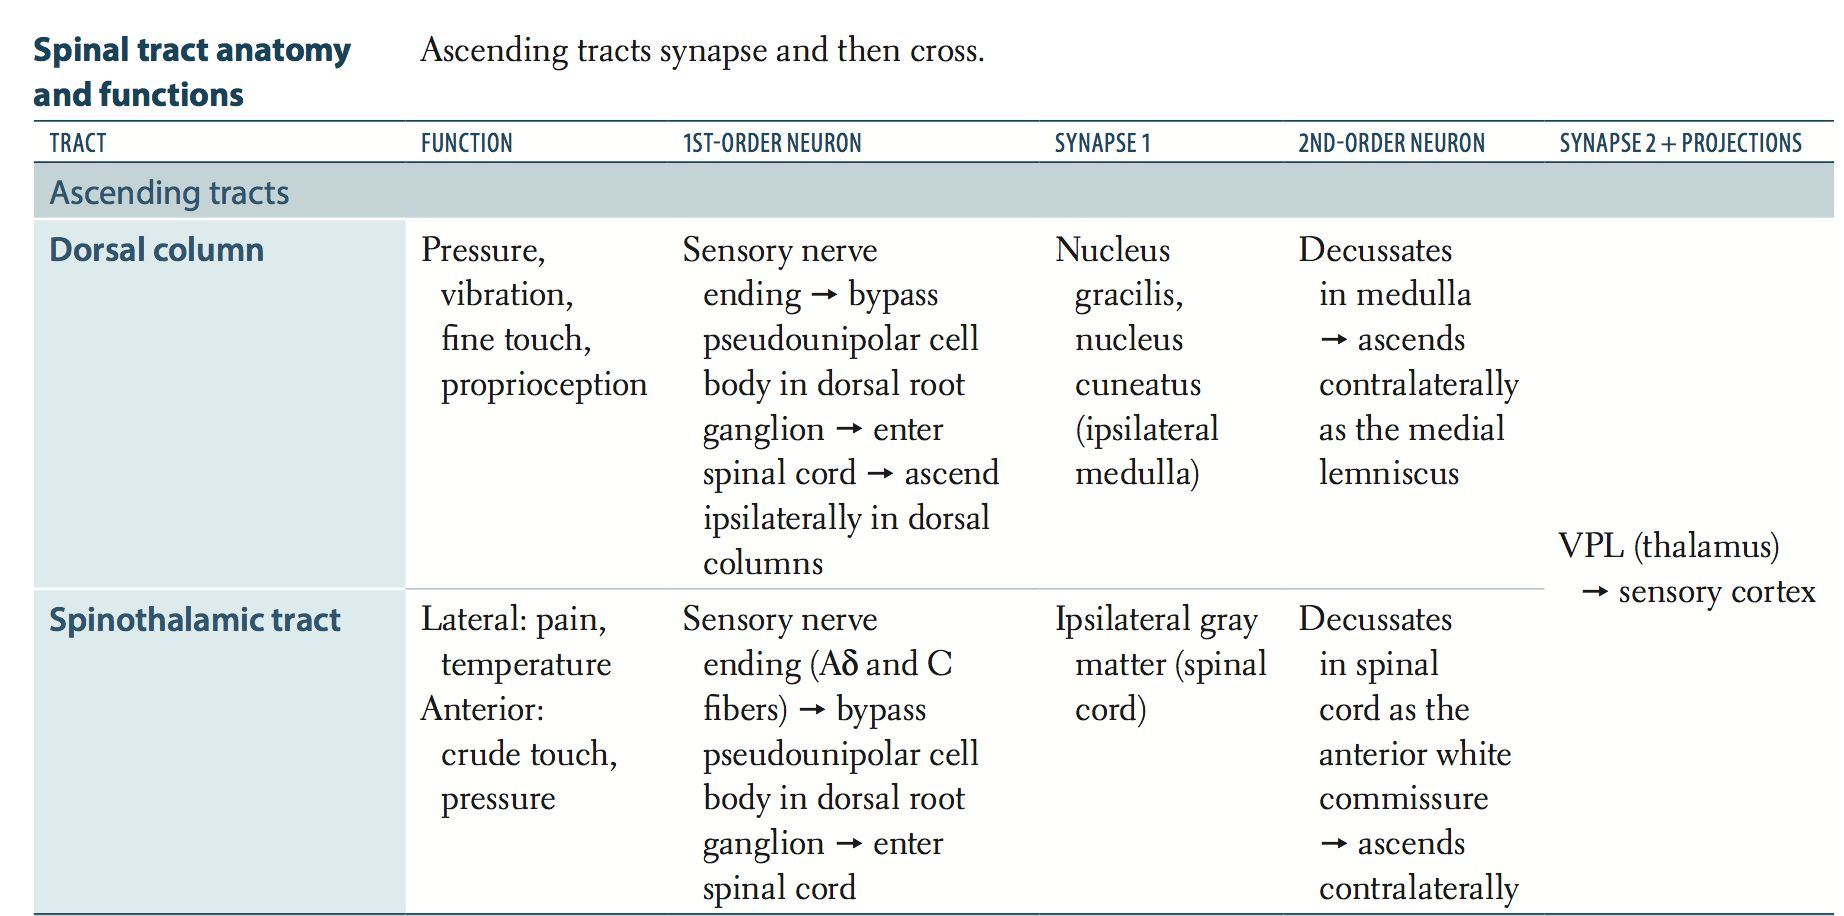 Spinal tract anatomy
and functions
Ascending tracts synapse and then cross.
TRACT
FUNCTION
1ST-ORDER NEURON
SYNAPSE 1
2ND-ORDER NEURON
SYNAPSE 2 + PROJECTIONS
Ascending tracts
Dorsal column
Pressure,
vibration,
fine touch,
proprioception
Sensory nerve
ending → bypass
pseudounipolar cell
body in dorsal root
ganglion → enter
spinal cord → ascend
ipsilaterally in dorsal
columns
Nucleus
gracilis,
nucleus
cuneatus
(ipsilateral
medulla)
Decussates
in medulla
→ ascends
contralaterally
as the medial
lemniscus
VPL (thalamus)
→ sensory cortex
Spinothalamic tract
Lateral: pain,
temperature
Anterior:
crude touch,
pressure
Sensory nerve
ending (Aδ and C
fibers) → bypass
pseudounipolar cell
body in dorsal root
ganglion → enter
spinal cord
Ipsilateral gray
matter (spinal
cord)
Decussates
in spinal
cord as the
anterior white
commissure
→ ascends
contralaterally